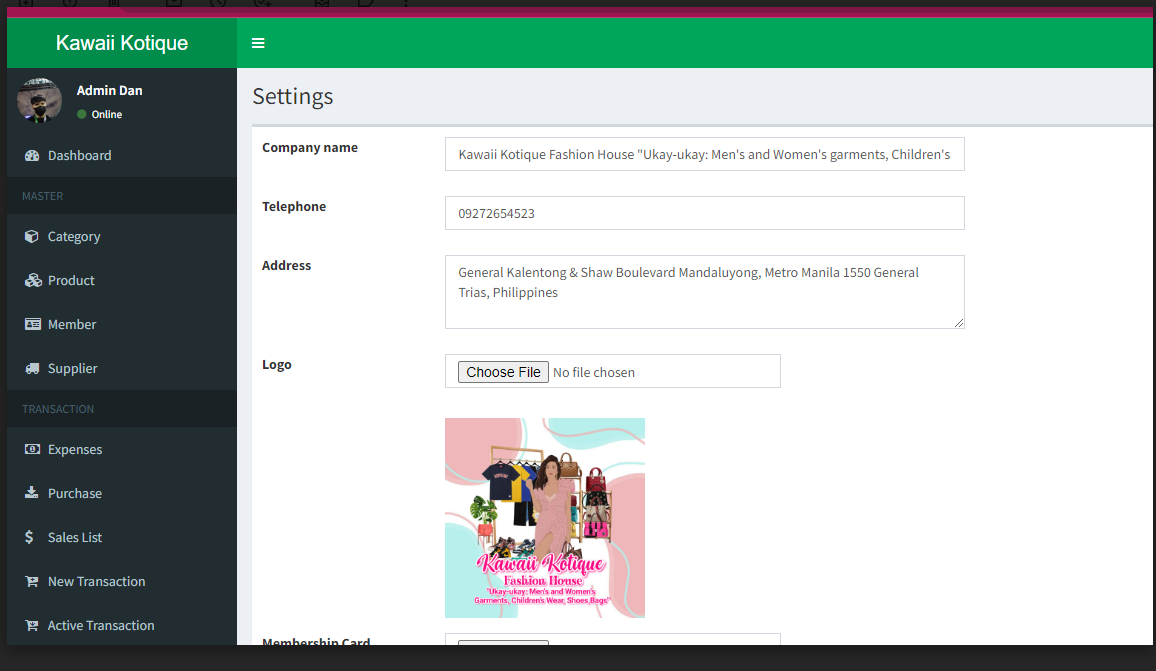 Kawaii Kotique
Admin Dan
Online
Dashboard
MASTER
Category
Product
Member
Supplier
TRANSACTION
Expenses
Purchase
Sales List
New Transaction
Active Transaction
Settings
Company name
Kawaii Kotique Fashion House "Ukay-ukay: Men's and Women's garments, Children's
Telephone
09272654523
Address
General Kalentong & Shaw Boulevard Mandaluyong, Metro Manila 1550 General
Trias, Philippines
Logo
Choose File No file chosen
Kawaii Kotique
Fashion House
"Ukay-ukay: Men's and Women's
Garments, Children's Wear, Shoes,Bags"
Membership Card